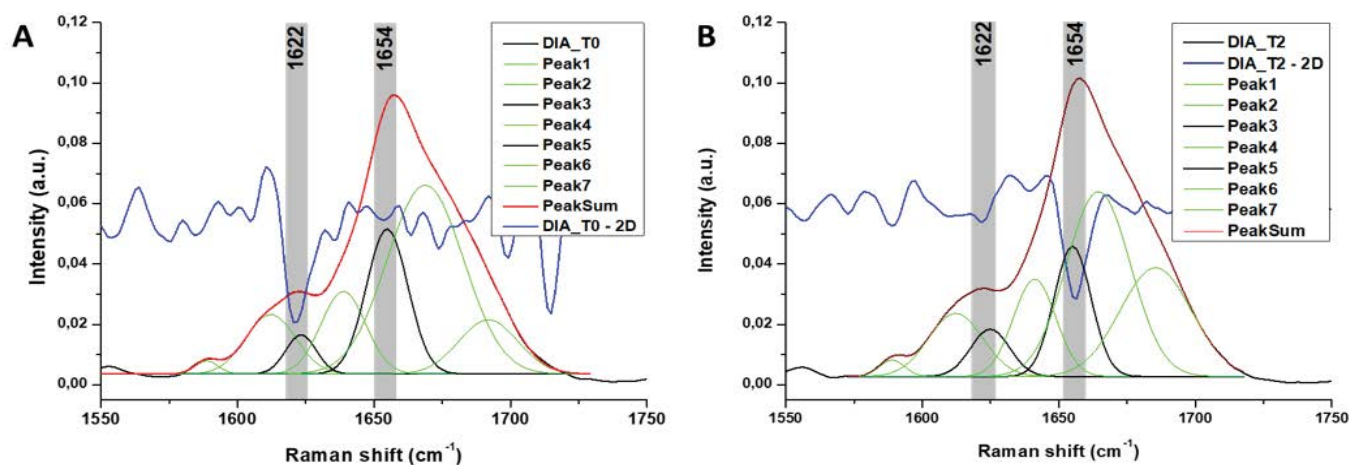 A
0,12
0,10
0,08
0,06
0,04
0,02
0,00
Intensity (a.u.)
1622
1654
DIA_T0
Peak1
Peak2
Peak3
Peak4
Peak5
Peak6
Peak7
PeakSum
DIA_T0 - 2D
1550
1600
1650
1700
1750
Raman shift (cm⁻¹)
B
0,12
0,10
0,08
0,06
0,04
0,02
0,00
Intensity (a.u.)
1622
1654
DIA_T2
DIA_T2 - 2D
Peak1
Peak2
Peak3
Peak4
Peak5
Peak6
Peak7
PeakSum
1550
1600
1650
1700
1750
Raman shift (cm⁻¹)